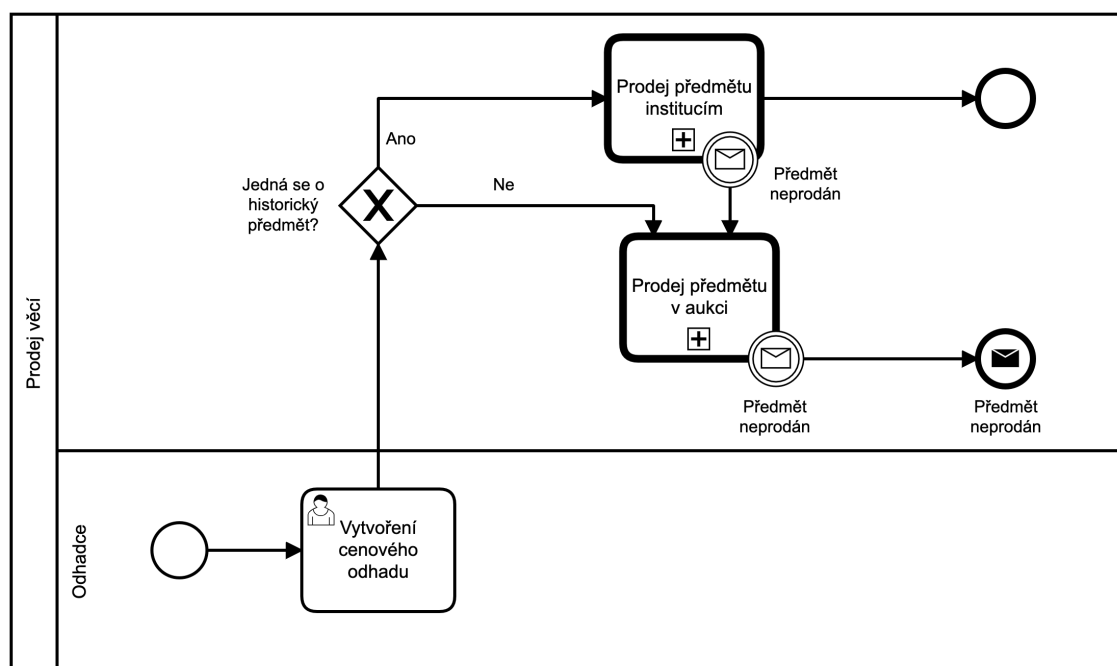 Prodej věcí
Prodej předmětu
institucím
Ano
Předmět
neprodán
Jedná se o
historický
předmět?
Ne
Prodej předmětu
v aukci
Předmět
neprodán
Předmět
neprodán
Odhadce
Vytvoření
cenového
odhadu